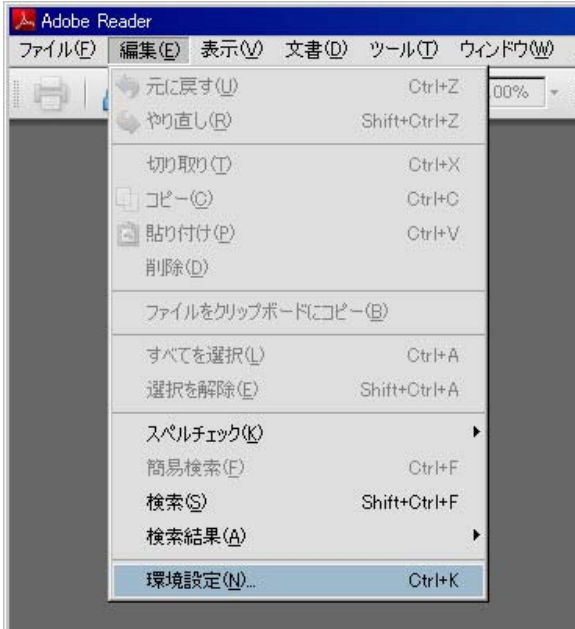 Adobe Reader
ファイル(F) 編集(E) 表示(V) 文書(D) ツール(T) ウィンドウ(W)
元に戻す(U) Ctrl+Z
00%
やり直し(R) Shift+Ctrl+Z
切り取り(T) Ctrl+X
コピー(C) Ctrl+C
貼り付け(P) Ctrl+V
削除(D)
ファイルをクリップボードにコピー(B)
すべてを選択(L) Ctrl+A
選択を解除(E) Shift+Ctrl+A
スペルチェック(K)
簡易検索(F) Ctrl+F
検索(S) Shift+Ctrl+F
検索結果(A)
環境設定(N)... Ctrl+K